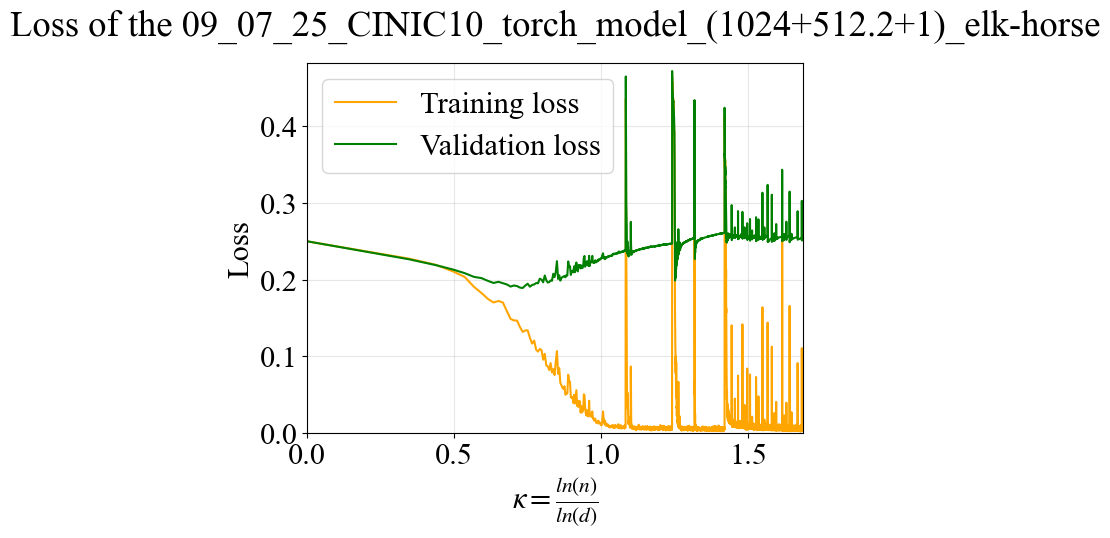 Loss of the 09_07_25_CINIC10_torch_model_(1024+512.2+1)_elk-horse
Training loss
Validation loss
Loss
0.4
0.3
0.2
0.1
0.0
0.0 0.5 1.0 1.5
κ = ln(n)/ln(d)